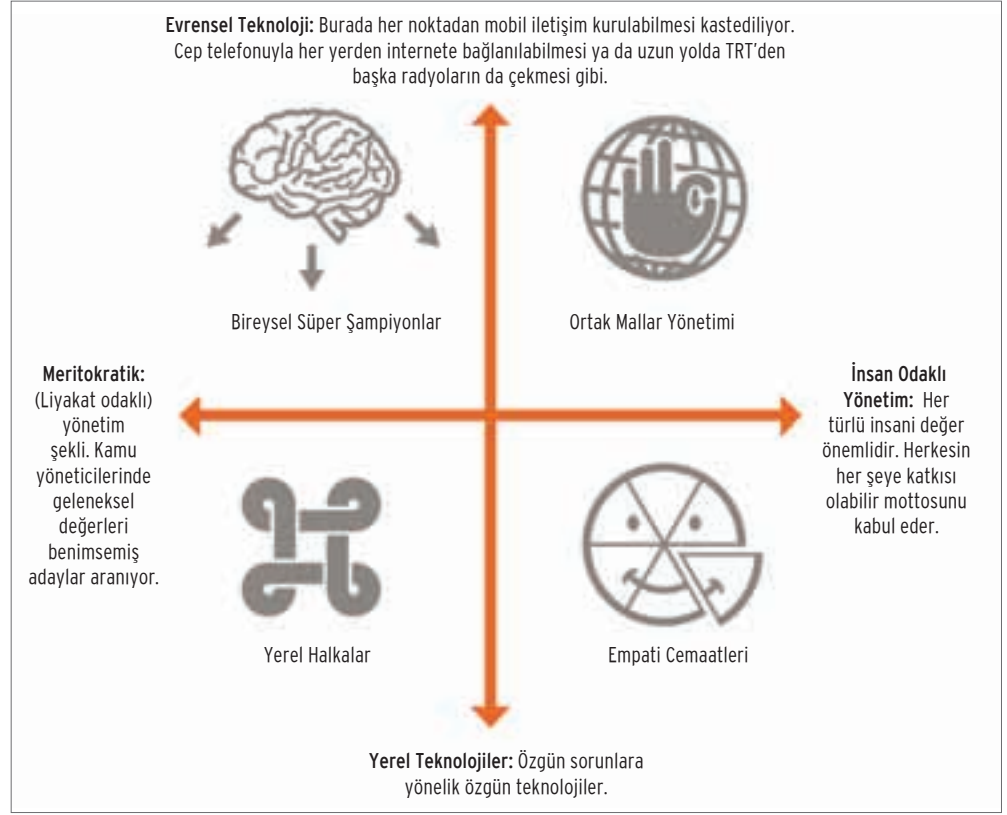 Evrensel Teknoloji: Burada her noktadan mobil iletişim kurulabilmesi kastediliyor.
Cep telefonuyla her yerden internete bağlanılabilmesi ya da uzun yolda TRT’den
başka radyoların da çekmesi gibi.
Bireysel Süper Şampiyonlar
Ortak Mallar Yönetimi
Meritokratik:
(Liyakat odaklı)
yönetim
şekli. Kamu
yöneticilerinde
geleneksel
değerleri
benimsemiş
adaylar aranıyor.
İnsan Odaklı
Yönetim: Her
türlü insani değer
önemlidir. Herkesin
her şeye katkısı
olabilir mottosunu
kabul eder.
Yerel Halkalar
Empati Cemaatleri
Yerel Teknolojiler: Özgün sorunlara
yönelik özgün teknolojiler.